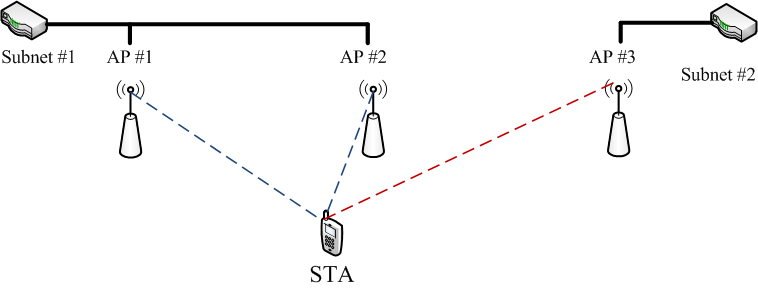 Subnet #1
AP #1
AP #2
AP #3
Subnet #2
STA